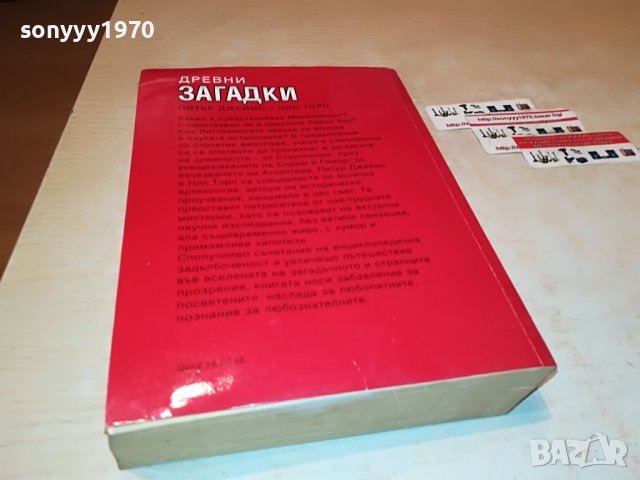 sonyyy1970
ДРЕВНИ
ЗАГАДКИ
ПИТЪР ДЖЕЙМС / НИК ТОРП
Какво е представлявал Минотавърът?
Съществувал ли е наистина Робин Худ?
Как Витлеемската звезда се вписва
в науката астрономия? В продължение
на столетия философи, учени и самозванци
са се опитвали да проникнат в загадките
на древността - от Стоунхендж, през
унищожаването на Содом и Гомор, до
изчезването на Атлантида. Питър Джеймс
и Ник Торп са специалисти по антична
археология, автори на исторически
проучвания, нашумели в цял свят. Те
представят петдесетина от най-трудните
мистерии, като се позовават на актуални
научни изследвания, без евтини сензации,
ала същевременно живо, с хумор и
примамливи хипотези.
Сполучливо съчетание на енциклопедична
задълбоченост и увличащо пътешествие
във вселената на загадъчното и странните
прозрения, книгата носи забавление за
посветените, наслада за любопитните,
познание за любознателните.
Цена лв.
http://sonyyy1970.bazar.bg/
BAZAR